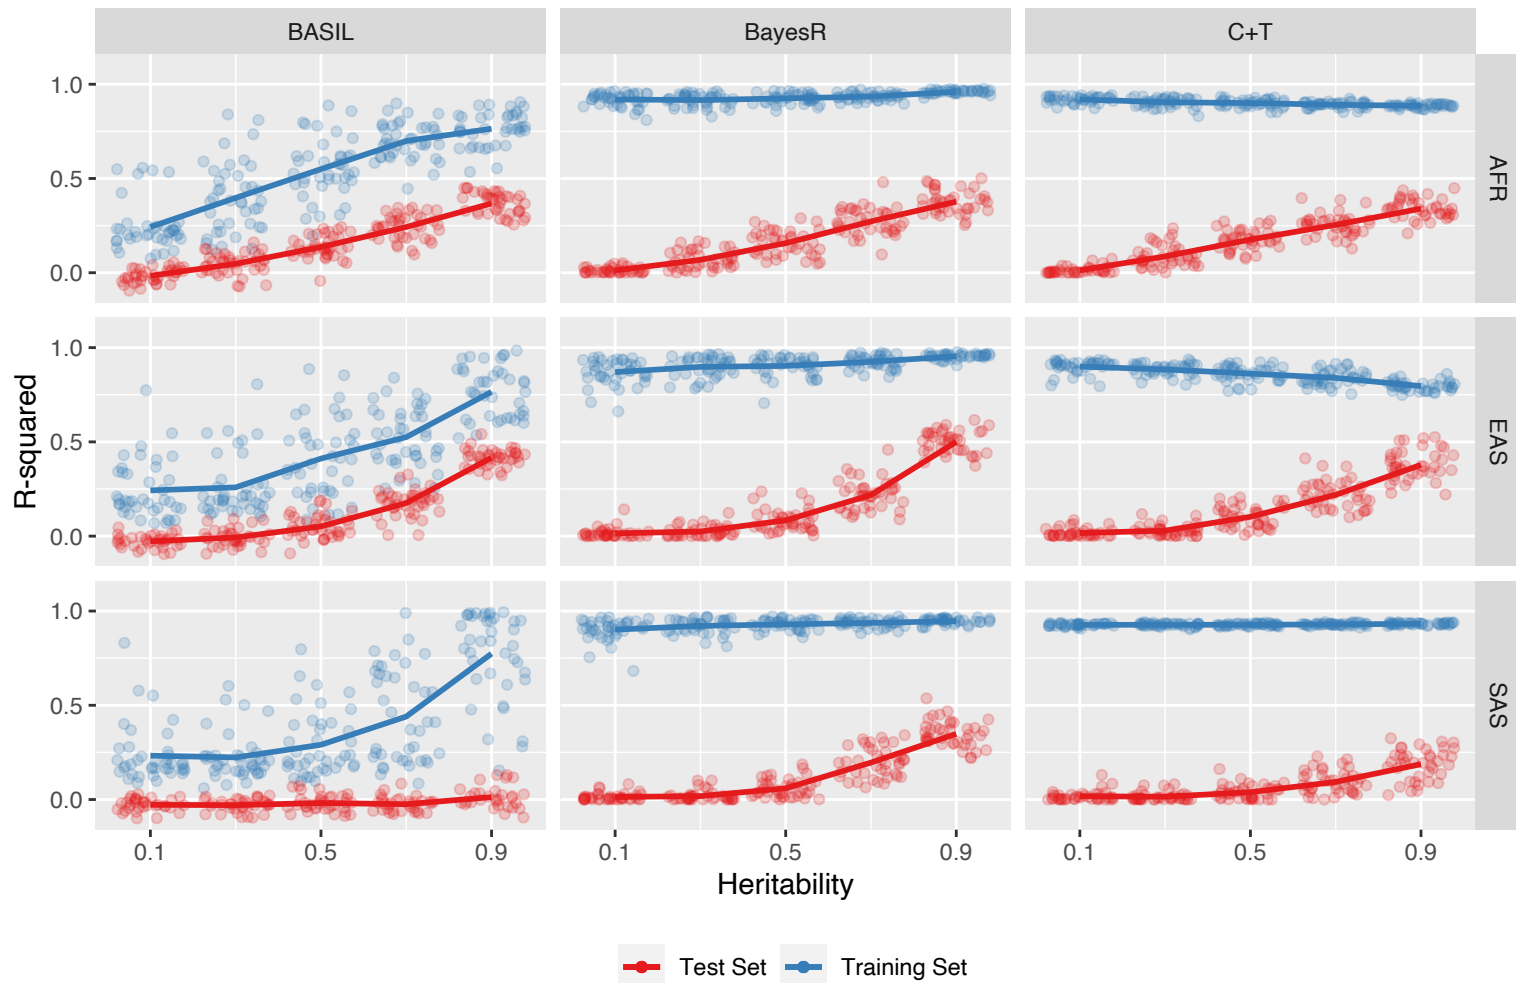 BASIL BayesR C+T
1.0
0.5
0.0
AFR
1.0
0.5
0.0
EAS
1.0
0.5
0.0
SAS
R-squared
0.1 0.5 0.9 0.1 0.5 0.9 0.1 0.5 0.9
Heritability
Test Set Training Set